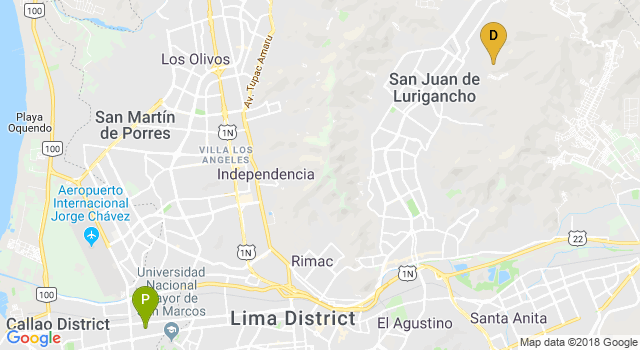 100
D
Los Olivos
Av. Tupac Amaru
San Juan de
Lurigancho
Playa
Oquendo
San Martín
de Porres
1N
VILLA LOS
ANGELES
Independencia
Aeropuerto
Internacional
Jorge Chávez
22
Rimac
1N
Universidad
Nacional
Mayor de
San Marcos
100
P
Callao District
100
Lima District
El Agustino
Santa Anita
Google
Map data ©2018 Google